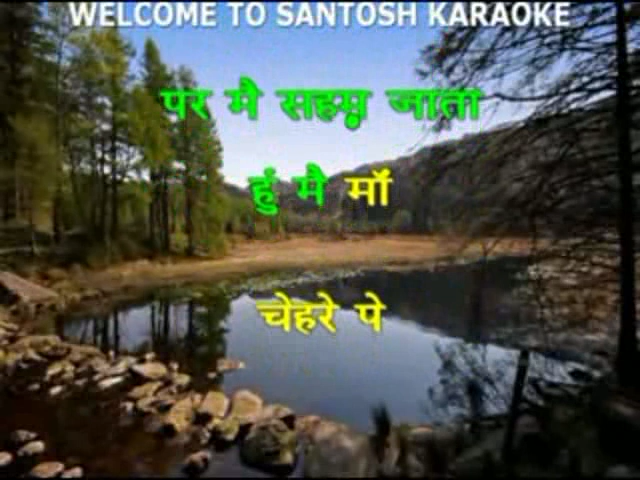 WELCOME TO SANTOSH KARAOKE
पर मै सहम जाता
हुं मै माॅं
चेहरे पे